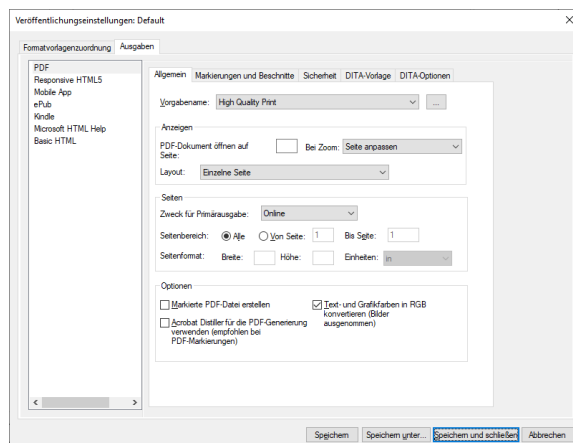 Veröffentlichungseinstellungen: Default
Formatvorlagenzuordnung Ausgaben
PDF
Responsive HTML5
Mobile App
ePub
Kindle
Microsoft HTML Help
Basic HTML
Allgemein Markierungen und Beschnitte Sicherheit DITA-Vorlage DITA-Optionen
Vorgabename: High Quality Print ...
Anzeigen
PDF-Dokument öffnen auf
Seite:
Bei Zoom: Seite anpassen
Layout: Einzelne Seite
Seiten
Zweck für Primärausgabe: Online
Seitenbereich: Alle Von Seite: 1 Bis Seite: 1
Seitenformat: Breite: Höhe: Einheiten: in
Optionen
Markierte PDF-Datei erstellen
Acrobat Distiller für die PDF-Generierung
verwenden (empfohlen bei
PDF-Markierungen)
Text- und Grafikfarben in RGB
konvertieren (Bilder
ausgenommen)
Speichern Speichern unter... Speichern und schließen Abbrechen